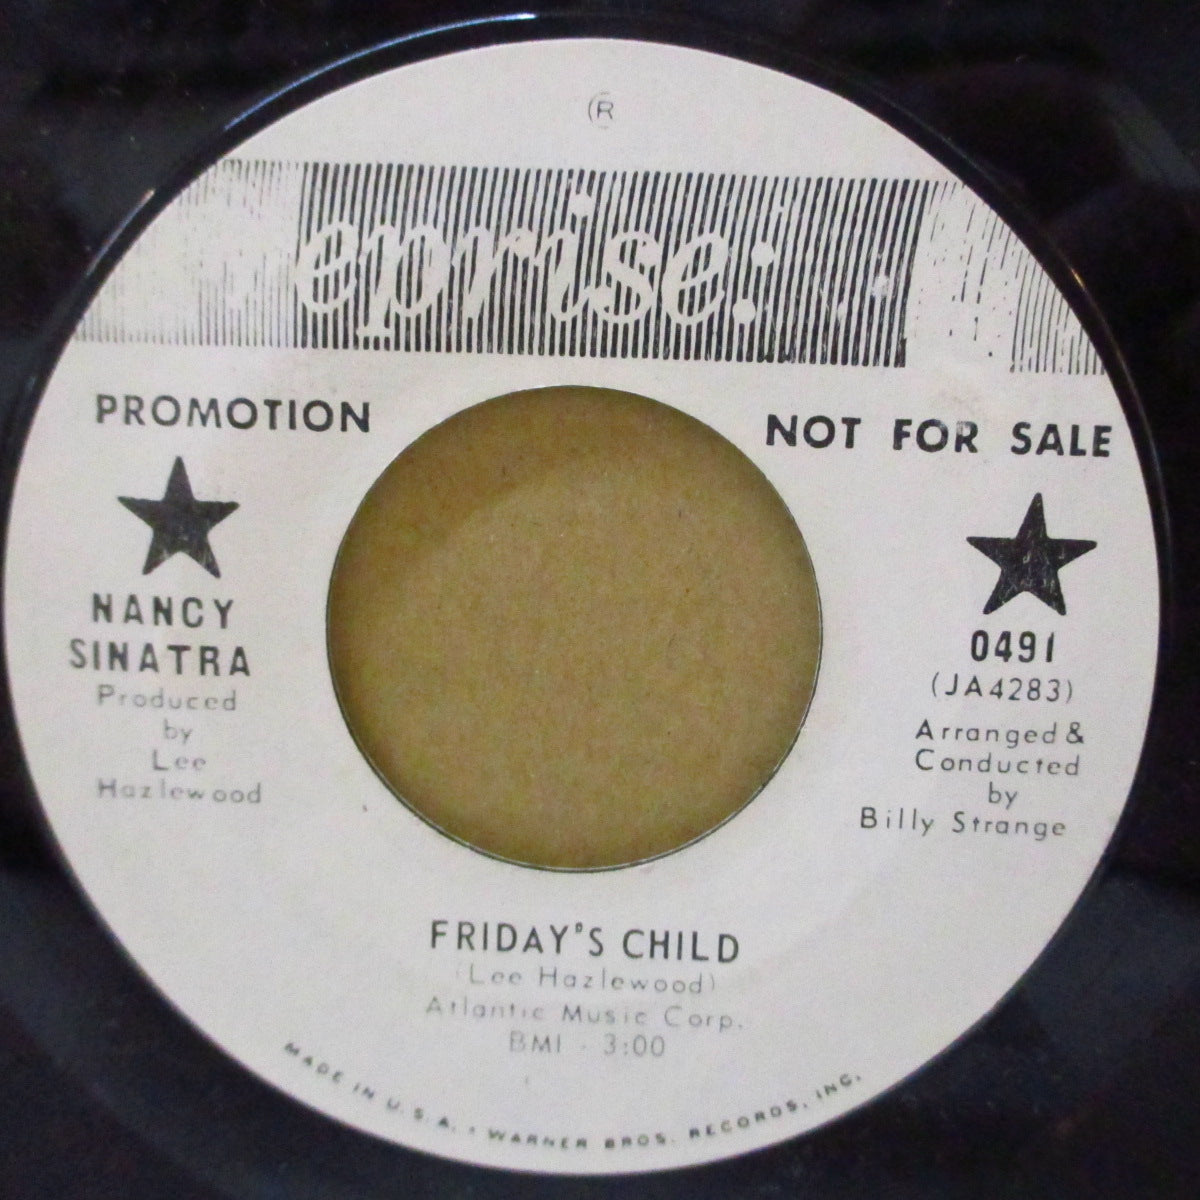 R
eprise:
PROMOTION
NOT FOR SALE
NANCY
SINATRA
Produced
by
Lee
Hazlewood
0491
(JA4283)
Arranged &
Conducted
by
Billy Strange
FRIDAY'S CHILD
(Lee Hazlewood)
Atlantic Music Corp.
BMI - 3:00
MADE IN U.S.A. • WARNER BROS. RECORDS, INC.